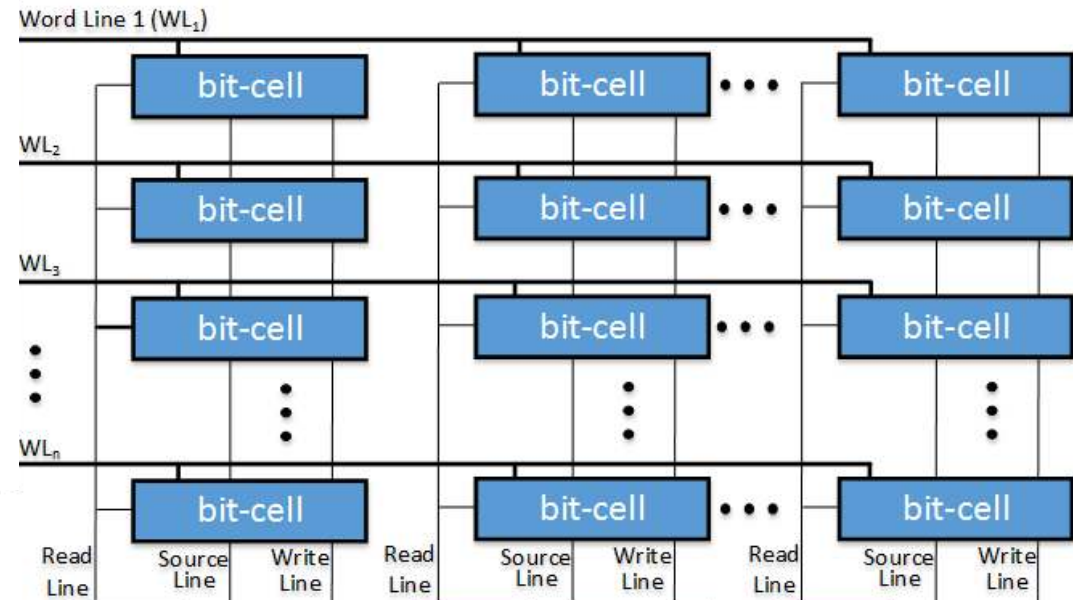 Word Line 1 (WL₁)
bit-cell bit-cell bit-cell
WL₂
bit-cell bit-cell bit-cell
WL₃
bit-cell bit-cell bit-cell
WLₙ
bit-cell bit-cell bit-cell
Read Line
Source Line
Write Line
Read Line
Source Line
Write Line
Read Line
Source Line
Write Line